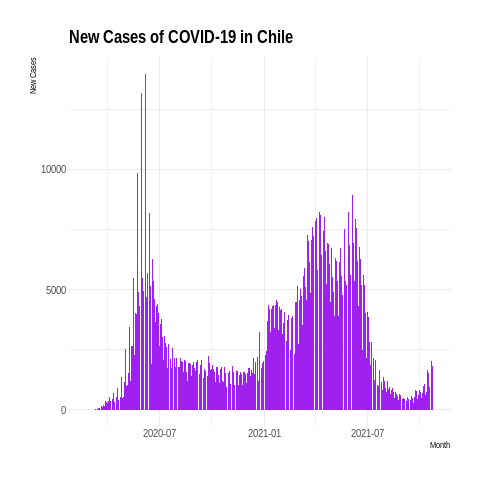 New Cases of COVID-19 in Chile
New Cases
10000
5000
0
2020-07 2021-01 2021-07
Month